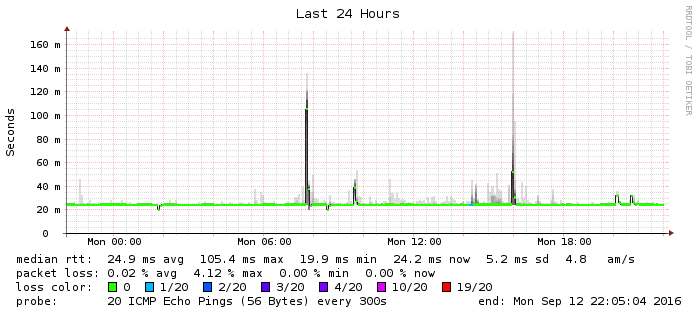 Last 24 Hours
RRDTOOL / TOBI OETIKER
Seconds
160 m
140 m
120 m
100 m
80 m
60 m
40 m
20 m
0
Mon 00:00 Mon 06:00 Mon 12:00 Mon 18:00
median rtt: 24.9 ms avg 105.4 ms max 19.9 ms min 24.2 ms now 5.2 ms sd 4.8 am/s
packet loss: 0.02 % avg 4.12 % max 0.00 % min 0.00 % now
loss color: 0 1/20 2/20 3/20 4/20 10/20 19/20
probe: 20 ICMP Echo Pings (56 Bytes) every 300s end: Mon Sep 12 22:05:04 2016